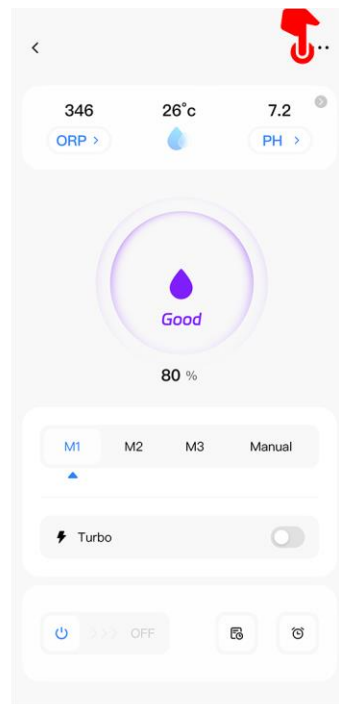 346 26°c 7.2
ORP > PH >
Good
80 %
M1 M2 M3 Manual
Turbo
>>> OFF